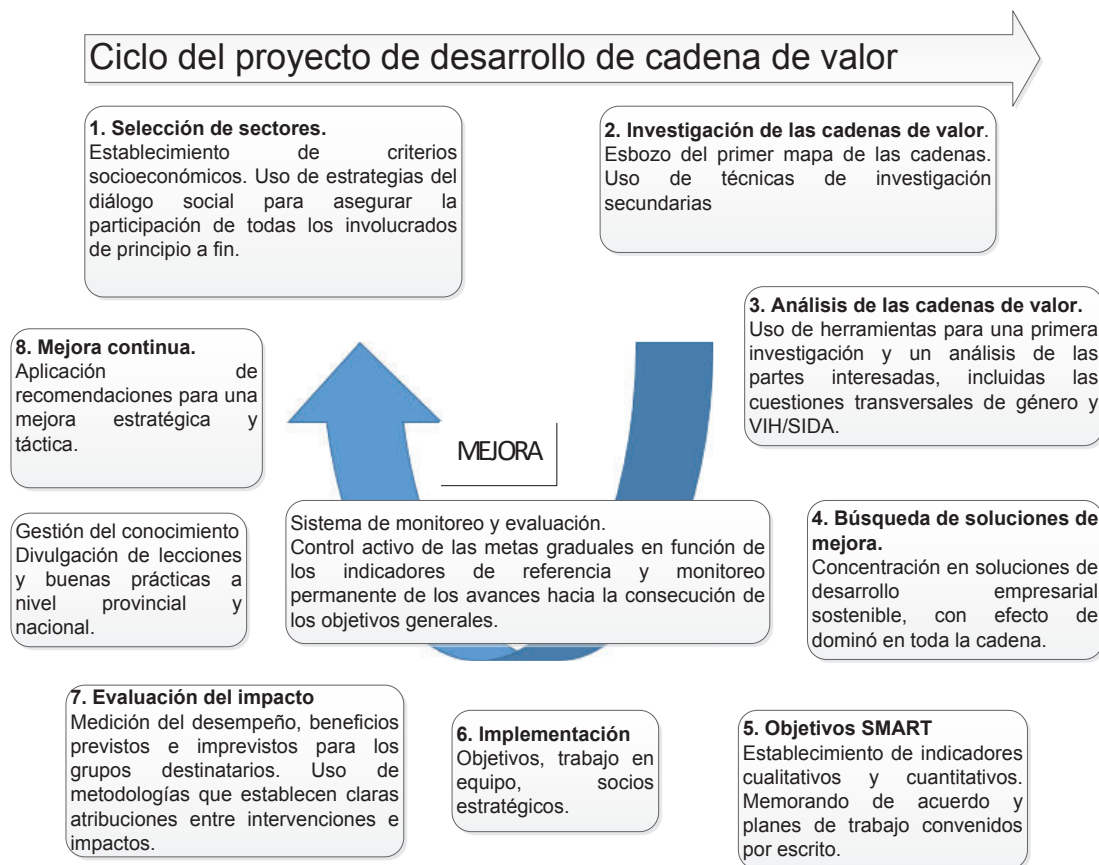 Ciclo del proyecto de desarrollo de cadena de valor
1. Selección de sectores.
Establecimiento de criterios
socioeconómicos. Uso de estrategias del
diálogo social para asegurar la
participación de todas los involucrados
de principio a fin.
2. Investigación de las cadenas de valor.
Esbozo del primer mapa de las cadenas.
Uso de técnicas de investigación
secundarias
3. Análisis de las cadenas de valor.
Uso de herramientas para una primera
investigación y un análisis de las
partes interesadas, incluidas las
cuestiones transversales de género y
VIH/SIDA.
8. Mejora continua.
Aplicación de
recomendaciones para una
mejora estratégica y
táctica.
MEJORA
Gestión del conocimiento
Divulgación de lecciones
y buenas prácticas a
nivel provincial y
nacional.
Sistema de monitoreo y evaluación.
Control activo de las metas graduales en función de
los indicadores de referencia y monitoreo
permanente de los avances hacia la consecución de
los objetivos generales.
4. Búsqueda de soluciones de
mejora.
Concentración en soluciones de
desarrollo empresarial
sostenible, con efecto de
dominó en toda la cadena.
7. Evaluación del impacto
Medición del desempeño, beneficios
previstos e imprevistos para los
grupos destinatarios. Uso de
metodologías que establecen claras
atribuciones entre intervenciones e
impactos.
6. Implementación
Objetivos, trabajo en
equipo, socios
estratégicos.
5. Objetivos SMART
Establecimiento de indicadores
cualitativos y cuantitativos.
Memorando de acuerdo y
planes de trabajo convenidos
por escrito.